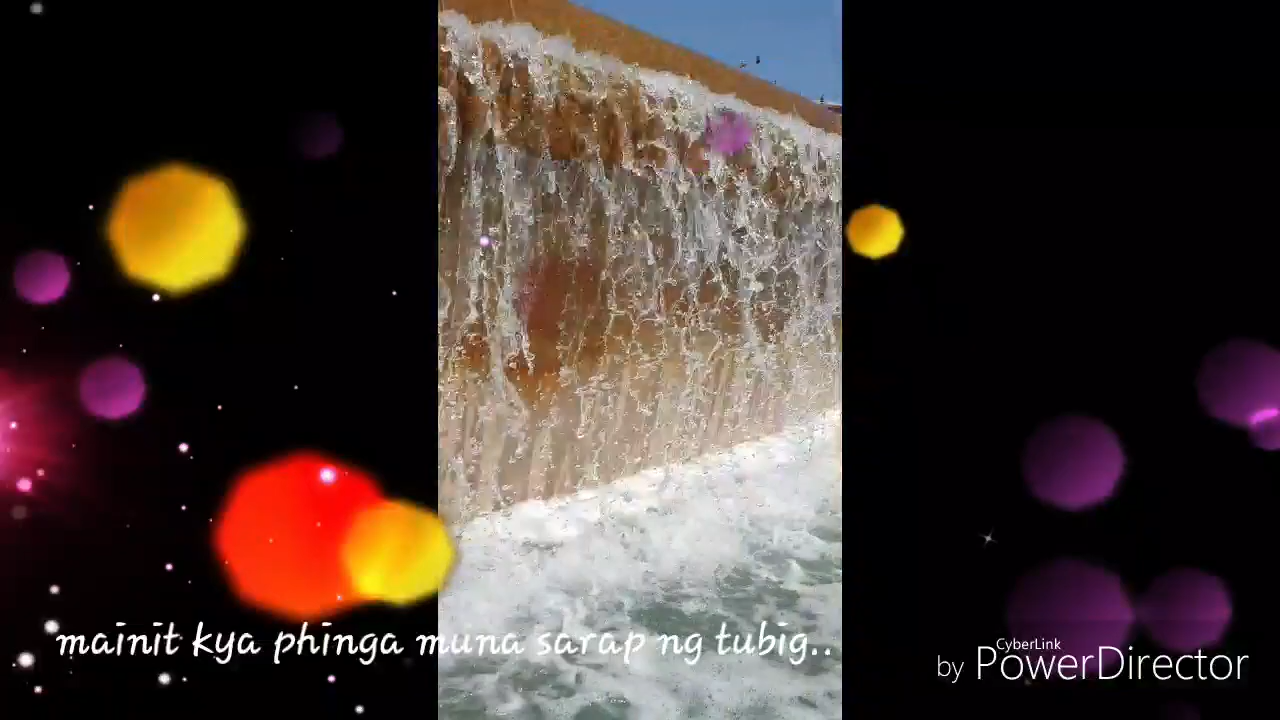 mainit kya phinga muna sarap ng tubig..
CyberLink
by PowerDirector